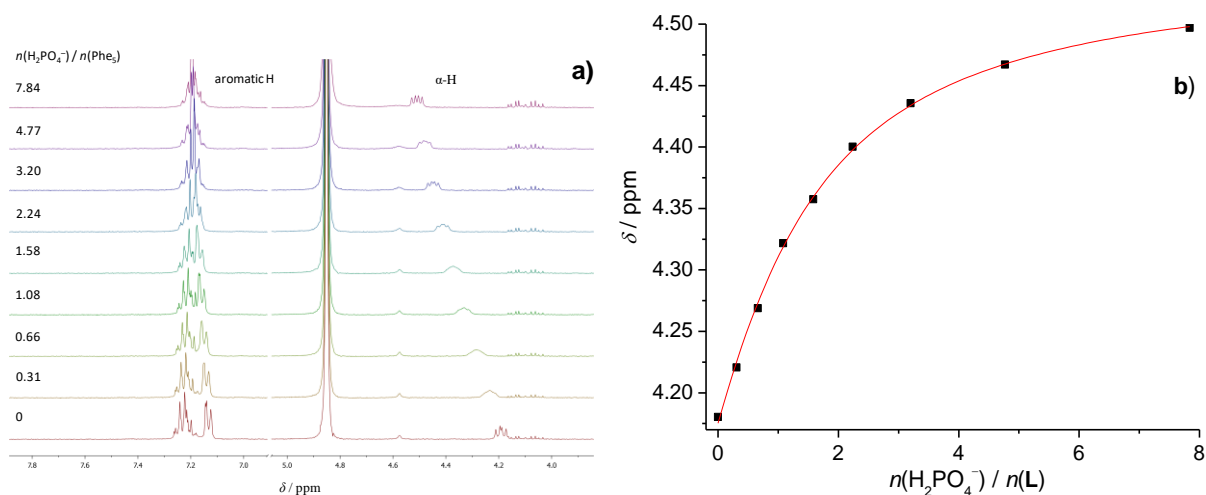 n(H₂PO₄⁻) / n(Phe₅)
aromatic H
a)
α-H
7.84
4.77
3.20
2.24
1.58
1.08
0.66
0.31
0
7.8 7.6 7.4 7.2 7.0 5.0 4.8 4.6 4.4 4.2 4.0
δ / ppm
b)
4.50
4.45
4.40
4.35
4.30
4.25
4.20
δ / ppm
0 2 4 6 8
n(H₂PO₄⁻) / n(L)